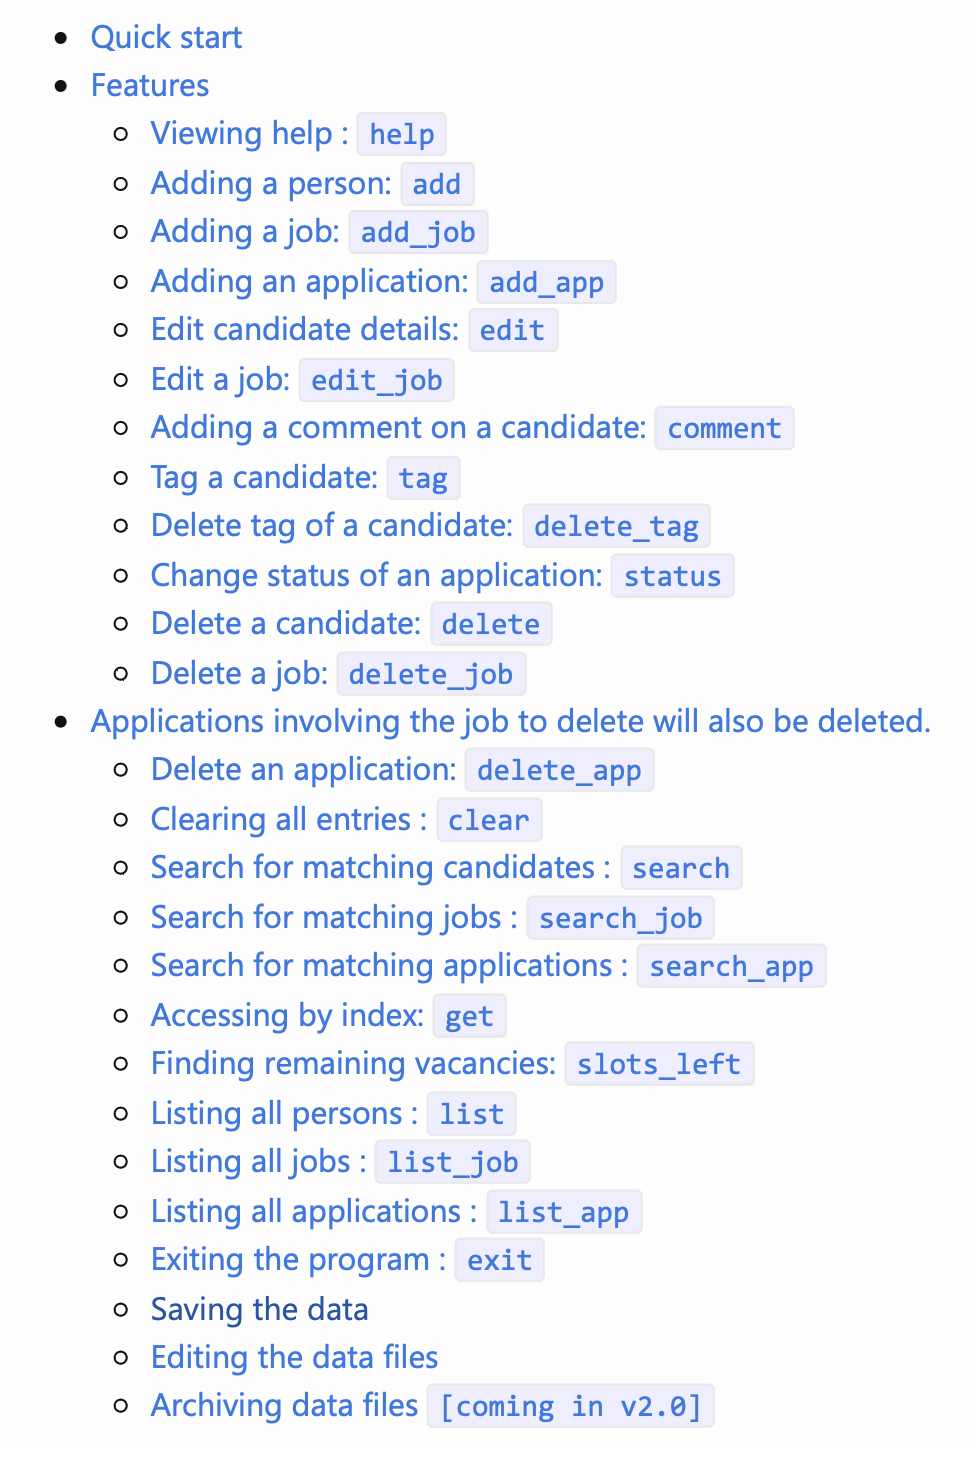 Quick start
Features
Viewing help : help
Adding a person: add
Adding a job: add_job
Adding an application: add_app
Edit candidate details: edit
Edit a job: edit_job
Adding a comment on a candidate: comment
Tag a candidate: tag
Delete tag of a candidate: delete_tag
Change status of an application: status
Delete a candidate: delete
Delete a job: delete_job
Applications involving the job to delete will also be deleted.
Delete an application: delete_app
Clearing all entries : clear
Search for matching candidates : search
Search for matching jobs : search_job
Search for matching applications : search_app
Accessing by index: get
Finding remaining vacancies: slots_left
Listing all persons : list
Listing all jobs : list_job
Listing all applications : list_app
Exiting the program : exit
Saving the data
Editing the data files
Archiving data files [coming in v2.0]